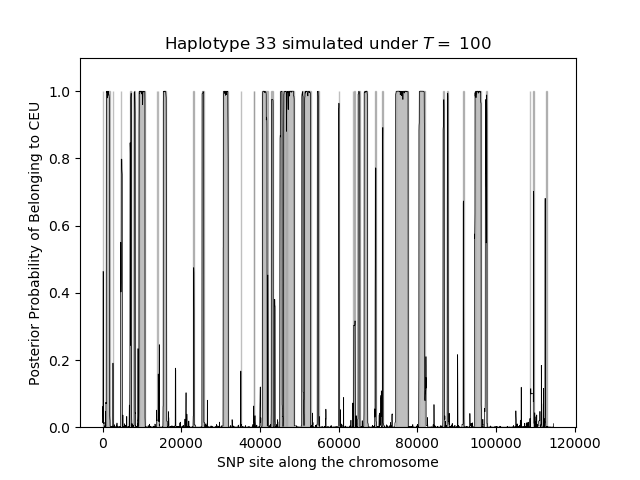 Haplotype 33 simulated under T = 100
Posterior Probability of Belonging to CEU
1.0
0.8
0.6
0.4
0.2
0.0
0 20000 40000 60000 80000 100000 120000
SNP site along the chromosome